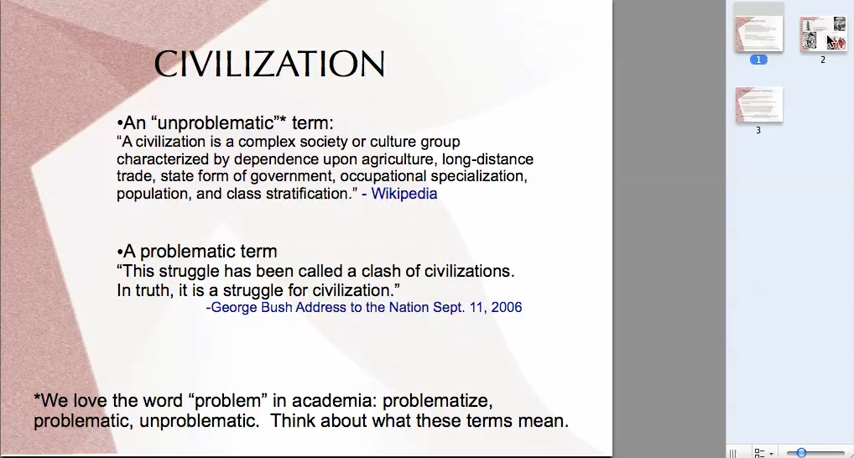 CIVILIZATION
•An “unproblematic”* term:
“A civilization is a complex society or culture group
characterized by dependence upon agriculture, long-distance
trade, state form of government, occupational specialization,
population, and class stratification.” - Wikipedia
•A problematic term
“This struggle has been called a clash of civilizations.
In truth, it is a struggle for civilization.”
-George Bush Address to the Nation Sept. 11, 2006
*We love the word “problem” in academia: problematize,
problematic, unproblematic.  Think about what these terms mean.
1
2
3